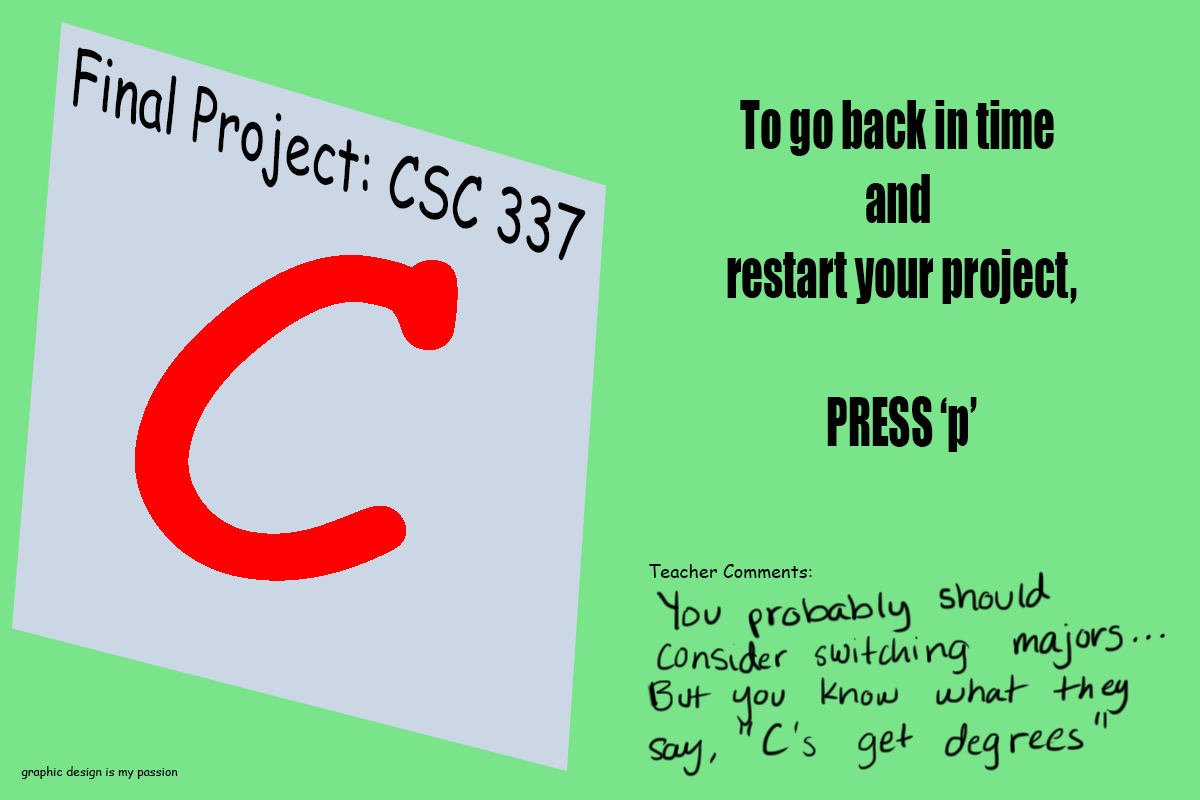 Final Project: CSC 337
C
To go back in time
and
restart your project,
PRESS ‘p’
Teacher Comments:
You probably should
consider switching majors...
But you know what they
say, "C's get degrees"
graphic design is my passion